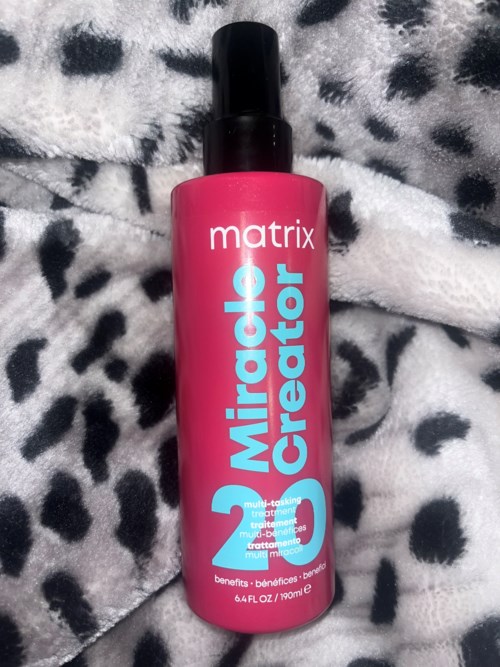 matrix
Miracle
Creator
20
multi-tasking
treatment
traitement
multi-bénéfices
trattamento
multi miracoli
benefits • bénéfices • benefici
6.4 FL OZ / 190ml e